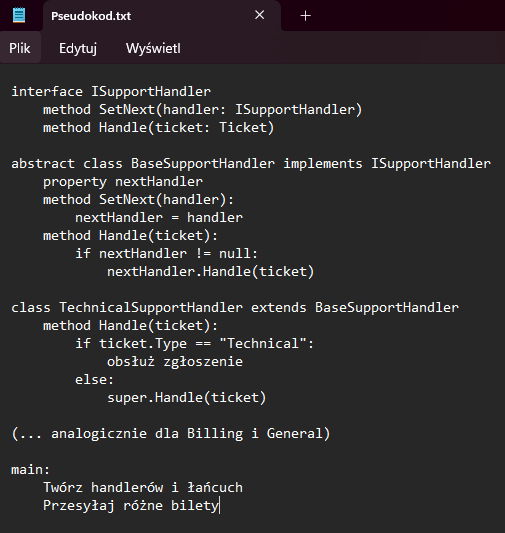 Pseudokod.txt
Plik Edytuj Wyświetl
interface ISupportHandler
    method SetNext(handler: ISupportHandler)
    method Handle(ticket: Ticket)

abstract class BaseSupportHandler implements ISupportHandler
    property nextHandler
    method SetNext(handler):
        nextHandler = handler
    method Handle(ticket):
        if nextHandler != null:
            nextHandler.Handle(ticket)

class TechnicalSupportHandler extends BaseSupportHandler
    method Handle(ticket):
        if ticket.Type == "Technical":
            obsłuż zgłoszenie
        else:
            super.Handle(ticket)

(... analogicznie dla Billing i General)

main:
    Twórz handlerów i łańcuch
    Przesyłaj różne bilety